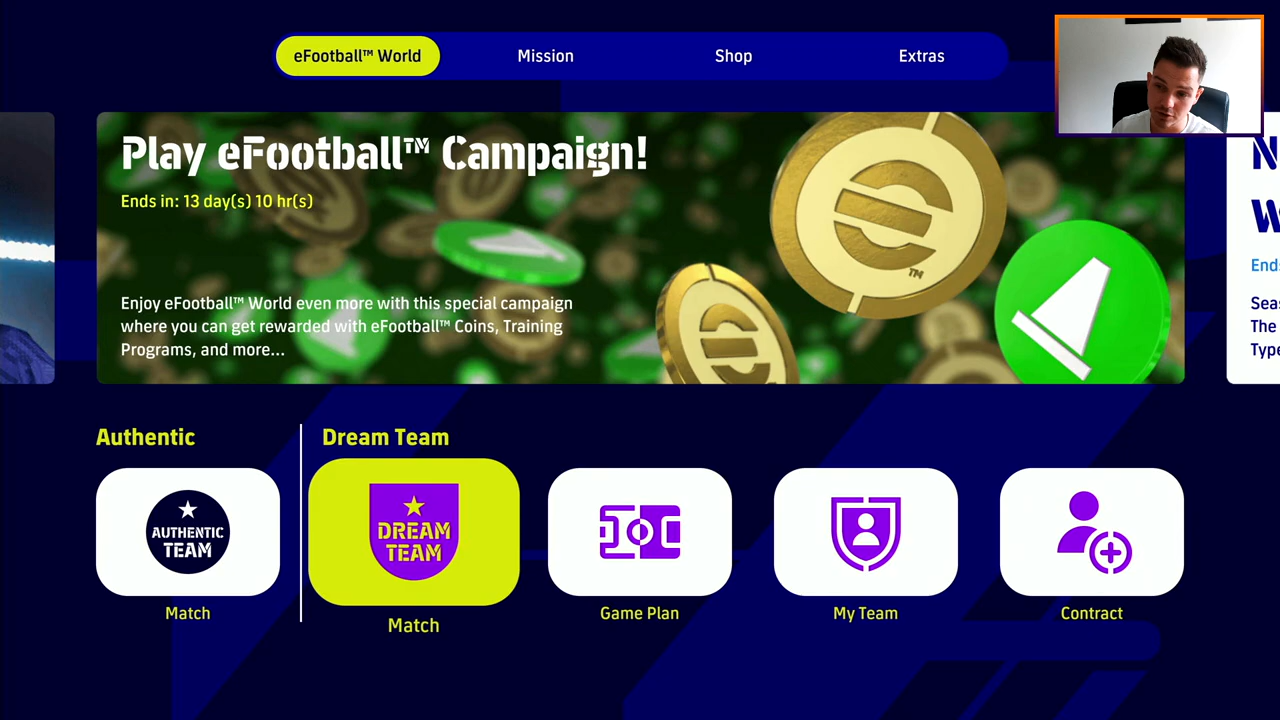 eFootball™ World
Mission
Shop
Extras
Play eFootball™ Campaign!
Ends in: 13 day(s) 10 hr(s)
Enjoy eFootball™ World even more with this special campaign
where you can get rewarded with eFootball™ Coins, Training
Programs, and more...
TM
Authentic
Dream Team
AUTHENTIC
TEAM
DREAM
TEAM
Match
Match
Game Plan
My Team
Contract